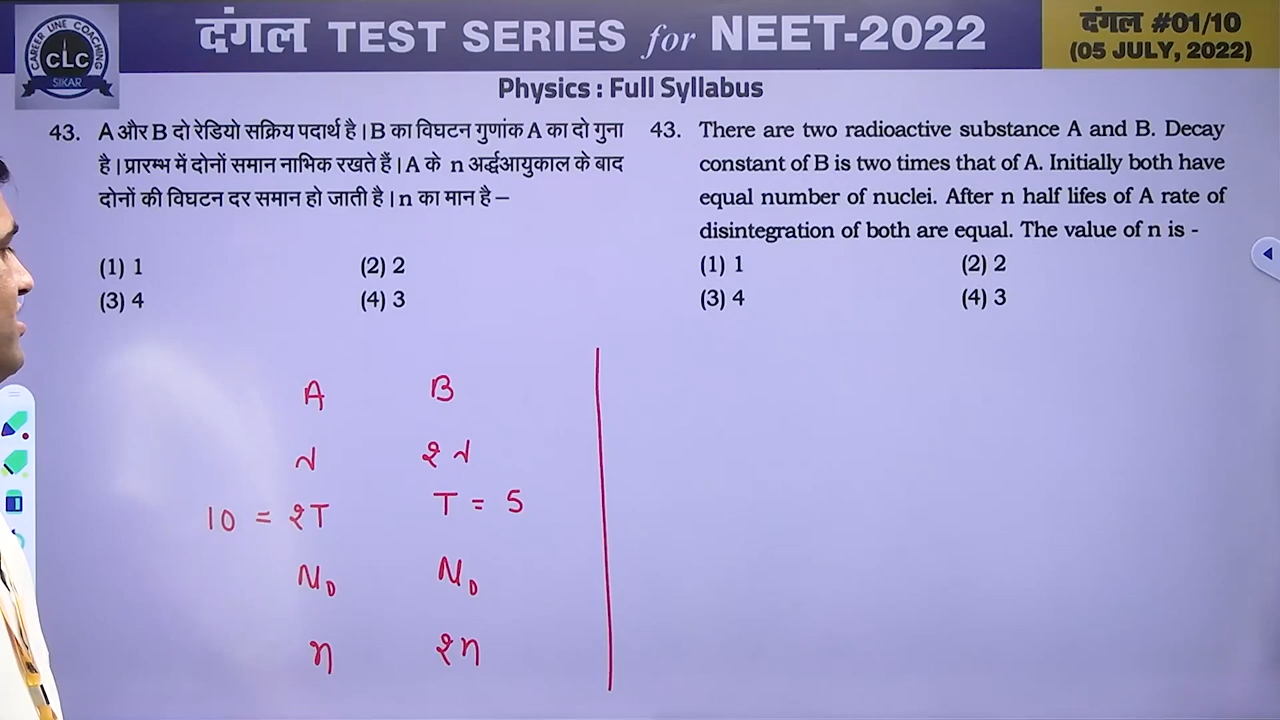 दंगल TEST SERIES for NEET-2022
दंगल #01/10
(05 JULY, 2022)
CAREER LINE COACHING
CLC
SIKAR
Physics : Full Syllabus
43. A और B दो रेडियो सक्रिय पदार्थ है। B का विघटन गुणांक A का दो गुना
है। प्रारम्भ में दोनों समान नाभिक रखते हैं। A के n अर्द्धआयुकाल के बाद
दोनों की विघटन दर समान हो जाती है। n का मान है –
(1) 1 (2) 2
(3) 4 (4) 3
43. There are two radioactive substance A and B. Decay
constant of B is two times that of A. Initially both have
equal number of nuclei. After n half lifes of A rate of
disintegration of both are equal. The value of n is -
(1) 1 (2) 2
(3) 4 (4) 3
A B
λ 2λ
10 = 2T T = 5
N₀ N₀
n 2n